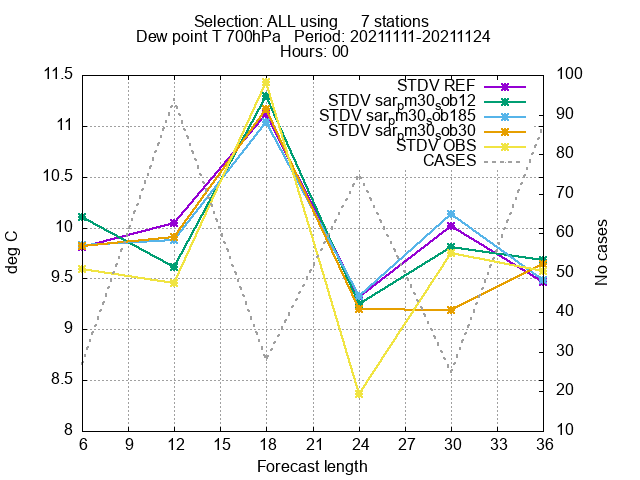 Selection: ALL using 7 stations
Dew point T 700hPa Period: 20211111-20211124
Hours: 00
STDV REF
STDV sarpm30sob12
STDV sarpm30sob185
STDV sarpm30sob30
STDV OBS
CASES
11.5
11
10.5
10
9.5
9
8.5
8
deg C
100
90
80
70
60
50
40
30
20
10
No cases
6 9 12 15 18 21 24 27 30 33 36
Forecast length